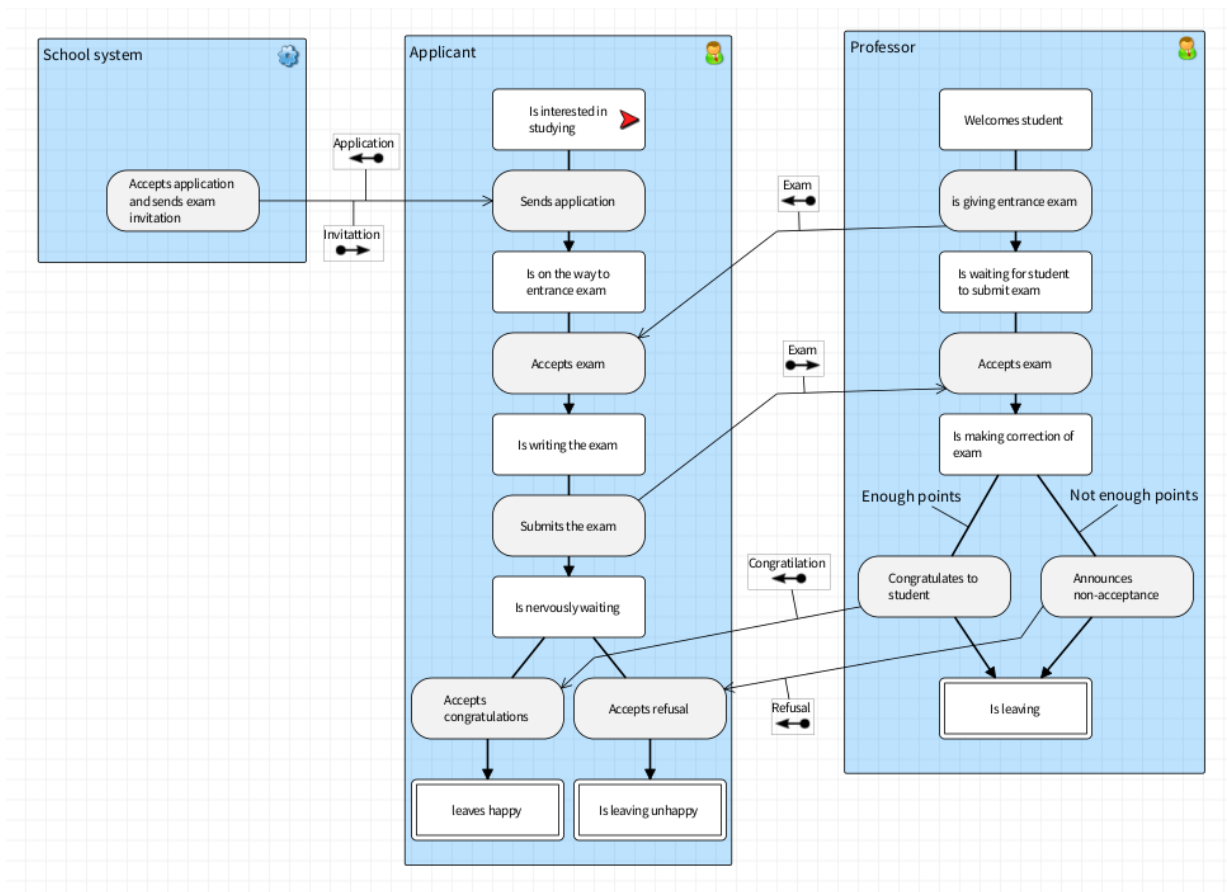 School system
Accepts application
and sends exam
invitation
Application
Invitattion
Applicant
Is interested in
studying
Sends application
Is on the way to
entrance exam
Accepts exam
Is writing the exam
Submits the exam
Is nervously waiting
Accepts
congratulations
Accepts refusal
leaves happy
Is leaving unhappy
Exam
Exam
Congratilation
Refusal
Professor
Welcomes student
is giving entrance exam
Is waiting for student
to submit exam
Accepts exam
Is making correction of
exam
Enough points
Not enough points
Congratulates to
student
Announces
non-acceptance
Is leaving